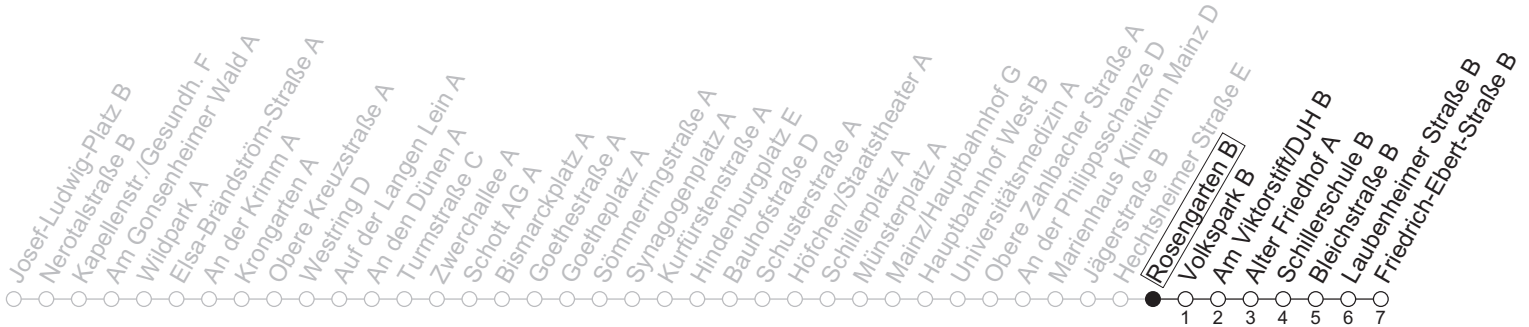 Josef-Ludwig-Platz B
Nerotalstraße B
Kapellenstr./Gesundh. F
Am Gonsenheimer Wald A
Wildpark A
Elsa-Brändström-Straße A
An der Krimm A
Krongarten A
Obere Kreuzstraße A
Westring D
Auf der Langen Lein A
An den Dünen A
Turmstraße C
Zwerchallee A
Schott AG A
Bismarckplatz A
Goethestraße A
Goetheplatz A
Sömmerringstraße A
Synagogenplatz A
Kurfürstenstraße A
Hindenburgplatz E
Bauhofstraße D
Schusterstraße A
Höfchen/Staatstheater A
Schillerplatz A
Münsterplatz A
Mainz/Hauptbahnhof G
Hauptbahnhof West B
Universitätsmedizin A
Obere Zahlbacher Straße A
An der Philippsschanze D
Marienhaus Klinikum Mainz D
Jägerstraße B
Hechtsheimer Straße E
Rosengarten B
Volkspark B
Am Viktorstift/DJH B
Alter Friedhof A
Schillerschule B
Bleichstraße B
Laubenheimer Straße B
Friedrich-Ebert-Straße B
1 2 3 4 5 6 7